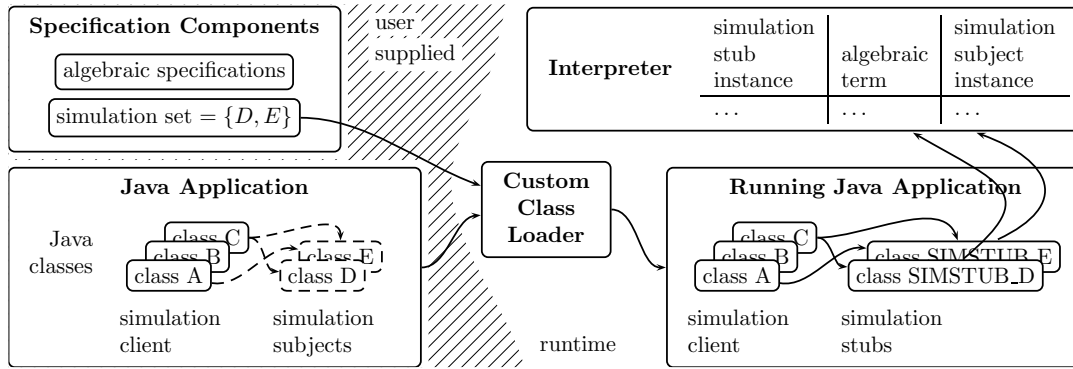 Specification Components
algebraic specifications
simulation set = {D, E}
user
supplied
Interpreter
simulation
stub
instance
algebraic
term
simulation
subject
instance
. . .
. . .
. . .
Java Application
Java
classes
class C
class B
class A
class E
class D
simulation
client
simulation
subjects
Custom
Class
Loader
runtime
Running Java Application
class C
class B
class A
class SIMSTUB_E
class SIMSTUB_D
simulation
client
simulation
stubs